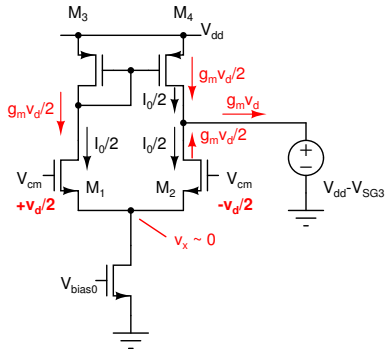 M3 M4
Vdd
gmvd/2
I0/2
gmvd
gmvd/2
I0/2 I0/2
gmvd/2
Vcm M1 M2 Vcm
+vd/2 -vd/2
Vdd-VSG3
vx ~ 0
Vbias0